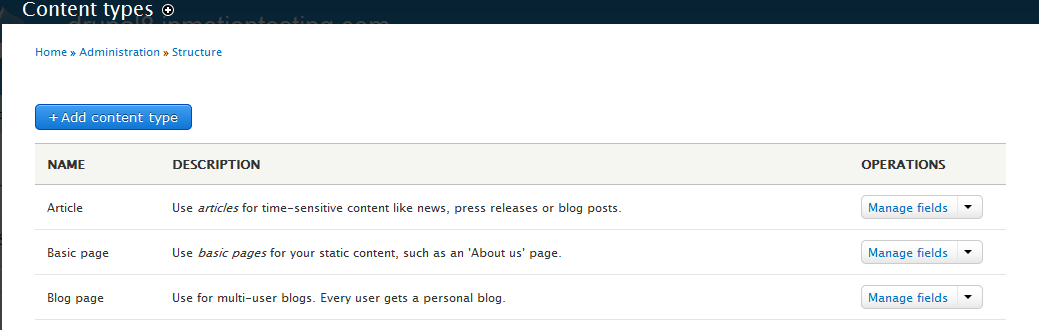 Content types
Home » Administration » Structure
+ Add content type
NAME DESCRIPTION OPERATIONS
Article Use articles for time-sensitive content like news, press releases or blog posts. Manage fields
Basic page Use basic pages for your static content, such as an 'About us' page. Manage fields
Blog page Use for multi-user blogs. Every user gets a personal blog. Manage fields